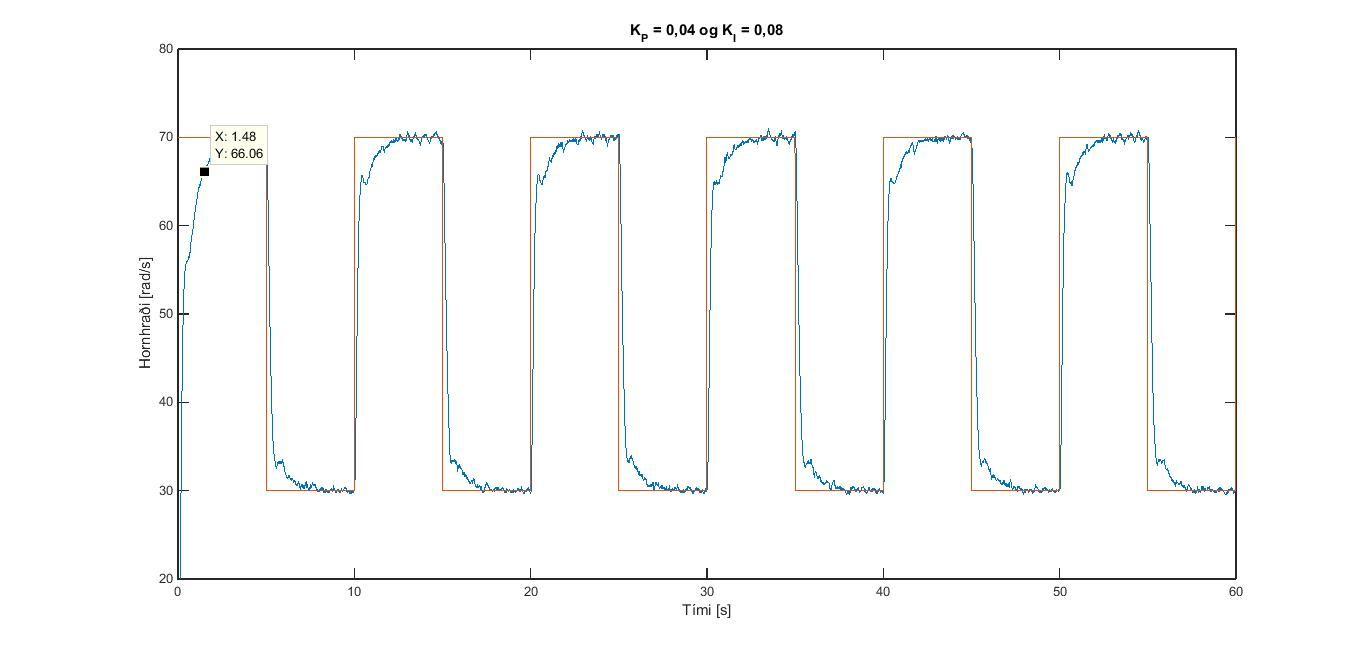 K_P = 0,04 og K_I = 0,08
80
70
60
50
40
30
20
X: 1.48
Y: 66.06
Hornhraði [rad/s]
0 10 20 30 40 50 60
Tími [s]